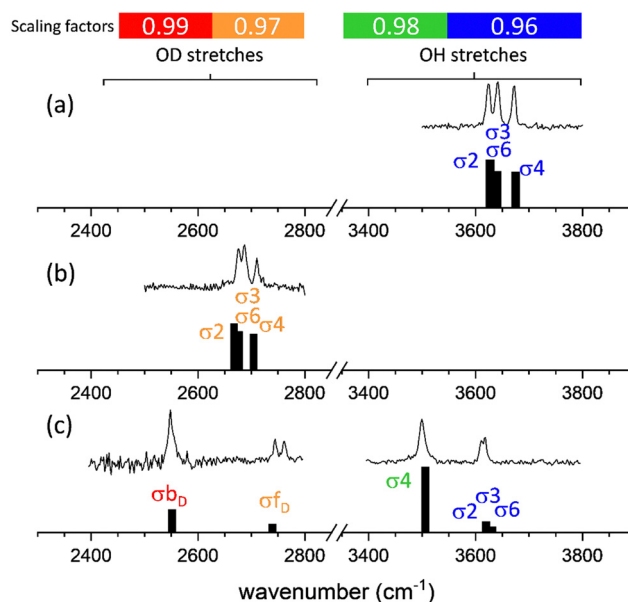 Scaling factors 0.99 0.97 0.98 0.96
OD stretches OH stretches
(a)
σ3
σ2 σ6 σ4
2400 2600 2800 3400 3600 3800
(b)
σ3
σ2 σ6 σ4
2400 2600 2800 3400 3600 3800
(c)
σb_D σf_D σ4 σ3
σ2 σ6
2400 2600 2800 3400 3600 3800
wavenumber (cm⁻¹)